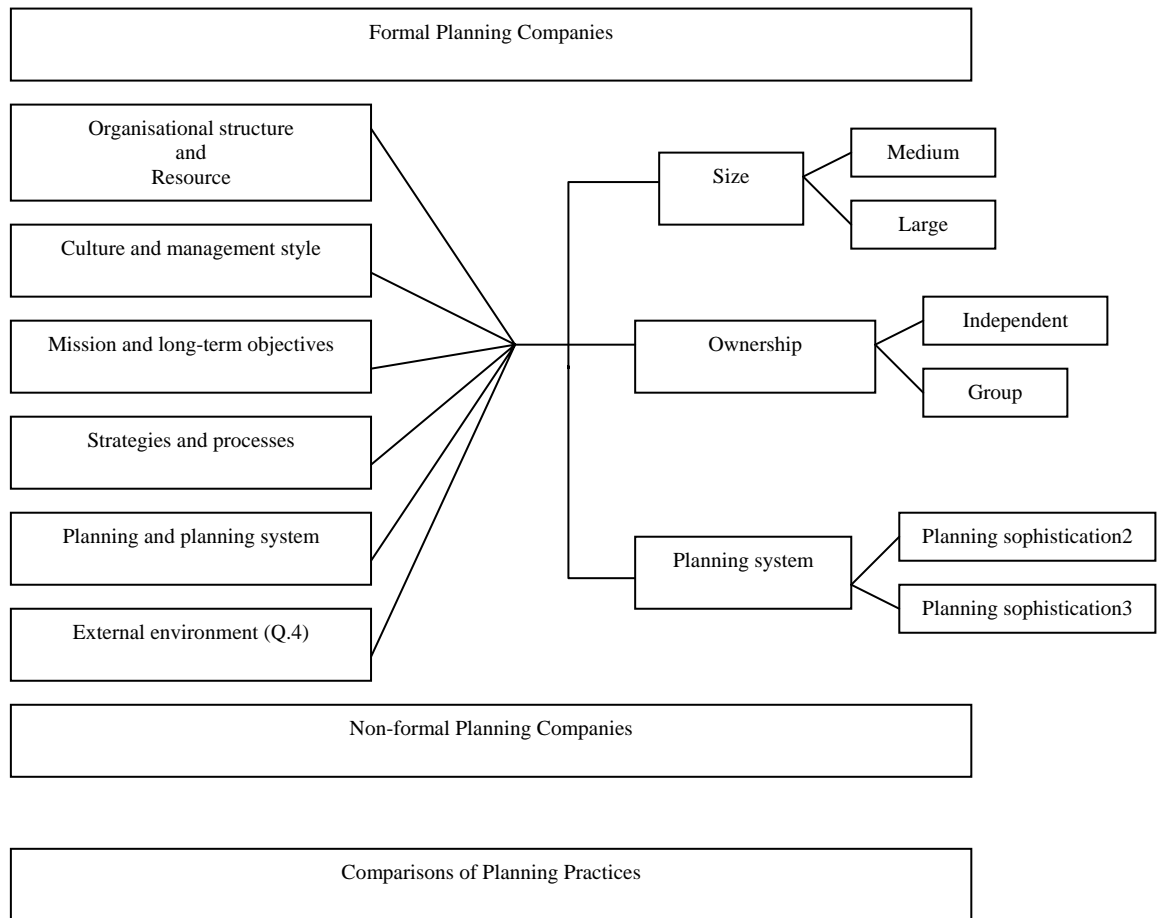 Formal Planning Companies
Organisational structure
and
Resource
Culture and management style
Mission and long-term objectives
Strategies and processes
Planning and planning system
External environment (Q.4)
Size
Medium
Large
Ownership
Independent
Group
Planning system
Planning sophistication2
Planning sophistication3
Non-formal Planning Companies
Comparisons of Planning Practices